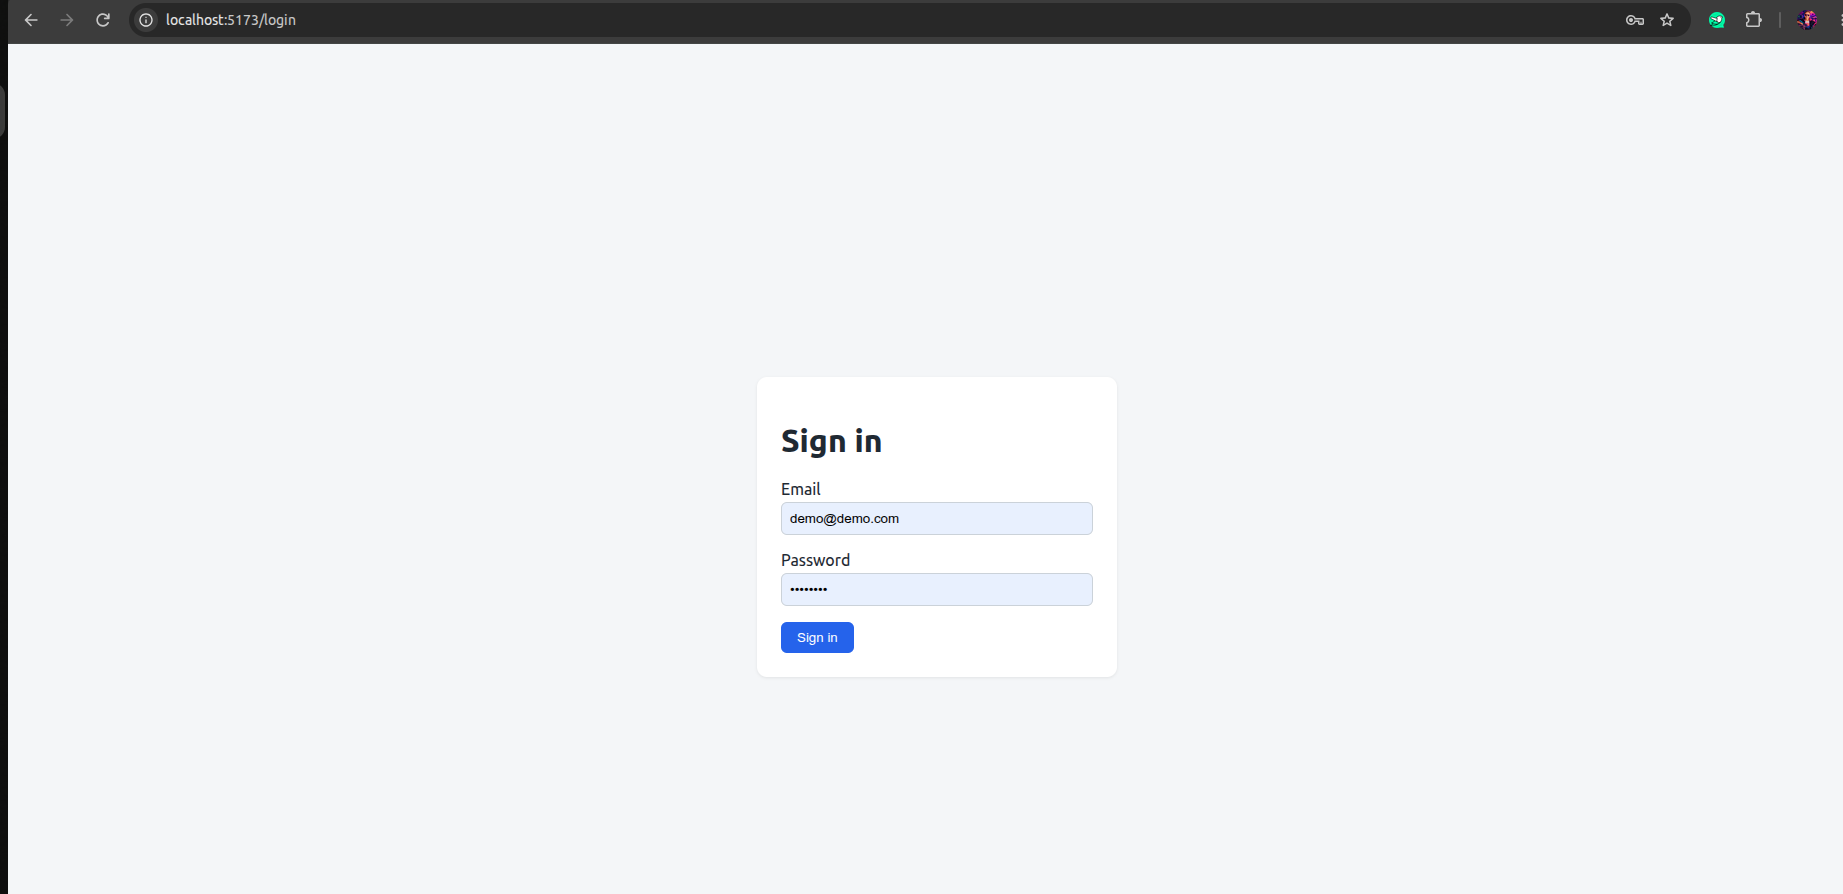 localhost:5173/login
Sign in
Email
demo@demo.com
Password
••••••••
Sign in